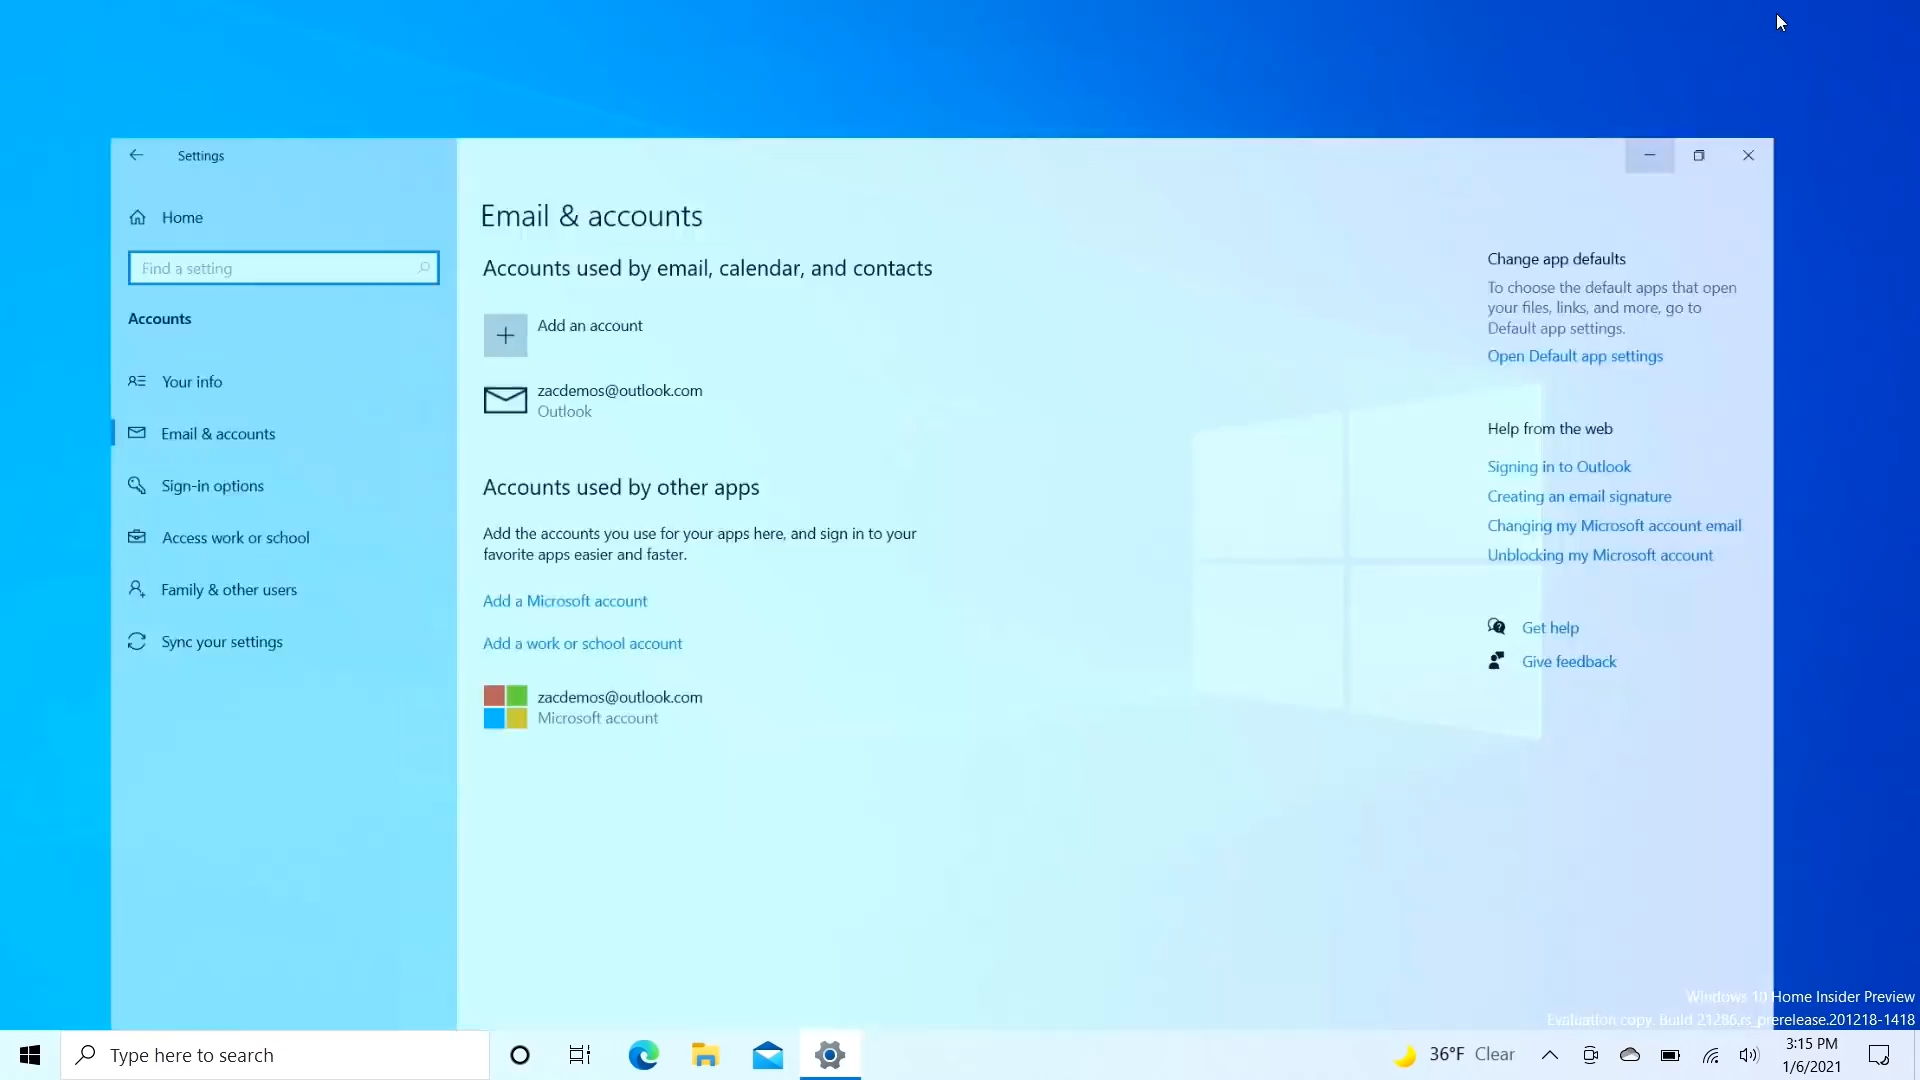 Settings
Home
Find a setting
Accounts
Your info
Email & accounts
Sign-in options
Access work or school
Family & other users
Sync your settings
Email & accounts
Accounts used by email, calendar, and contacts
Add an account
zacdemos@outlook.com
Outlook
Accounts used by other apps
Add the accounts you use for your apps here, and sign in to your
favorite apps easier and faster.
Add a Microsoft account
Add a work or school account
zacdemos@outlook.com
Microsoft account
Change app defaults
To choose the default apps that open
your files, links, and more, go to
Default app settings.
Open Default app settings
Help from the web
Signing in to Outlook
Creating an email signature
Changing my Microsoft account email
Unblocking my Microsoft account
Get help
Give feedback
Windows 10 Home Insider Preview
Evaluation copy. Build 21286.rs_prerelease.201218-1418
Type here to search
36°F Clear
3:15 PM
1/6/2021